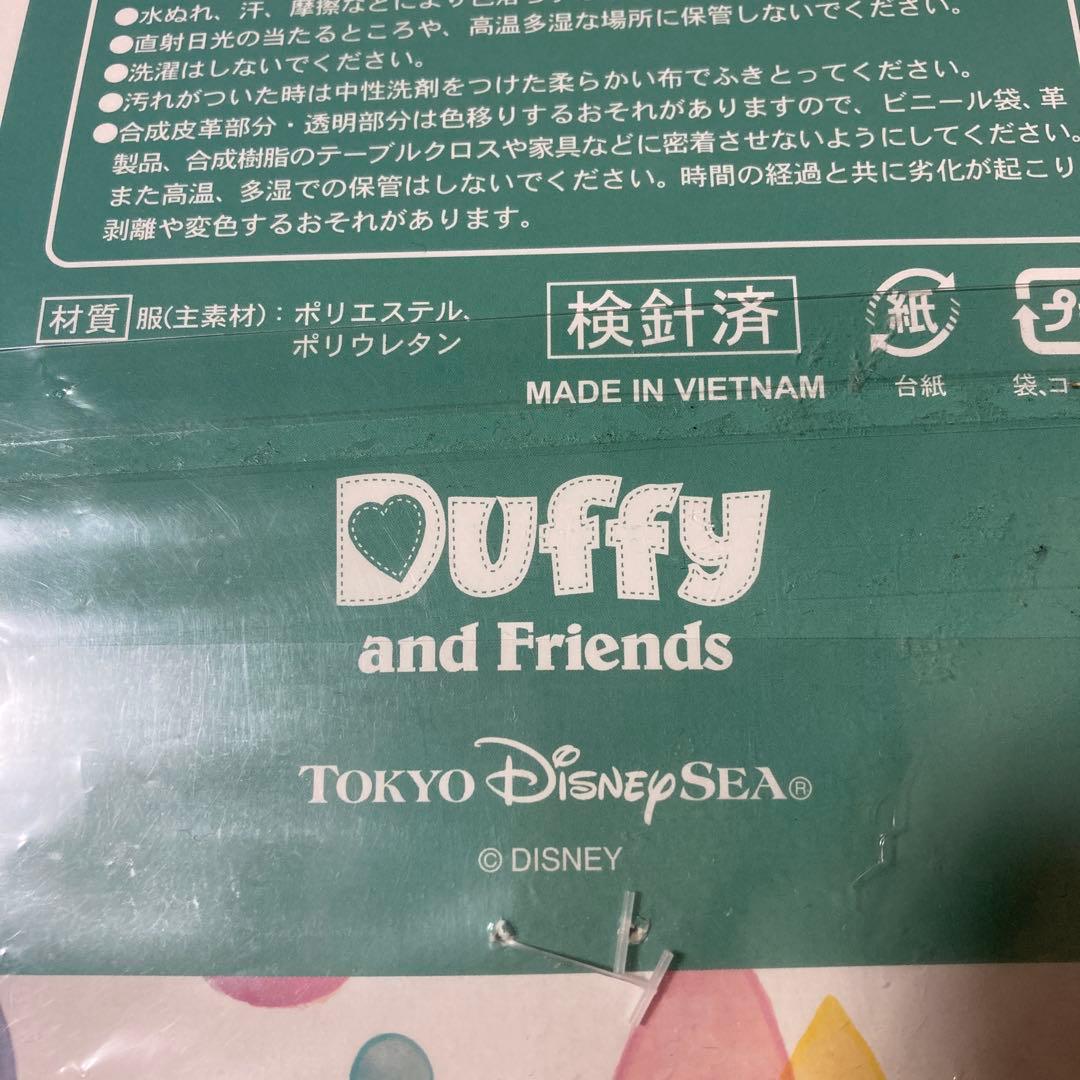 ●水ぬれ、汗、摩擦などにより
●直射日光の当たるところや、高温多湿な場所に保管しないでください。
●洗濯はしないでください。
●汚れがついた時は中性洗剤をつけた柔らかい布でふきとってください。
●合成皮革部分・透明部分は色移りするおそれがありますので、ビニール袋、革
製品、合成樹脂のテーブルクロスや家具などに密着させないようにしてください。
また高温、多湿での保管はしないでください。時間の経過と共に劣化が起こり
剥離や変色するおそれがあります。
材質 服(主素材)：ポリエステル、
ポリウレタン
検針済
MADE IN VIETNAM
紙
台紙
プ
袋、コ
Duffy
and Friends
TOKYO DISNEYSEA®
© DISNEY